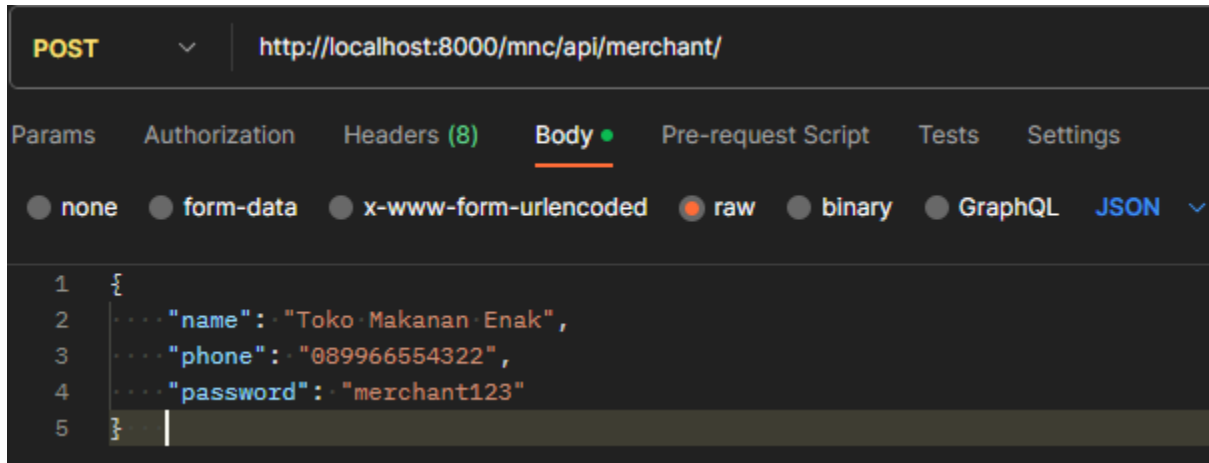 POST http://localhost:8000/mnc/api/merchant/
Params Authorization Headers (8) Body Pre-request Script Tests Settings
none form-data x-www-form-urlencoded raw binary GraphQL JSON
1 {
2 "name": "Toko Makanan Enak",
3 "phone": "089966554322",
4 "password": "merchant123"
5 }